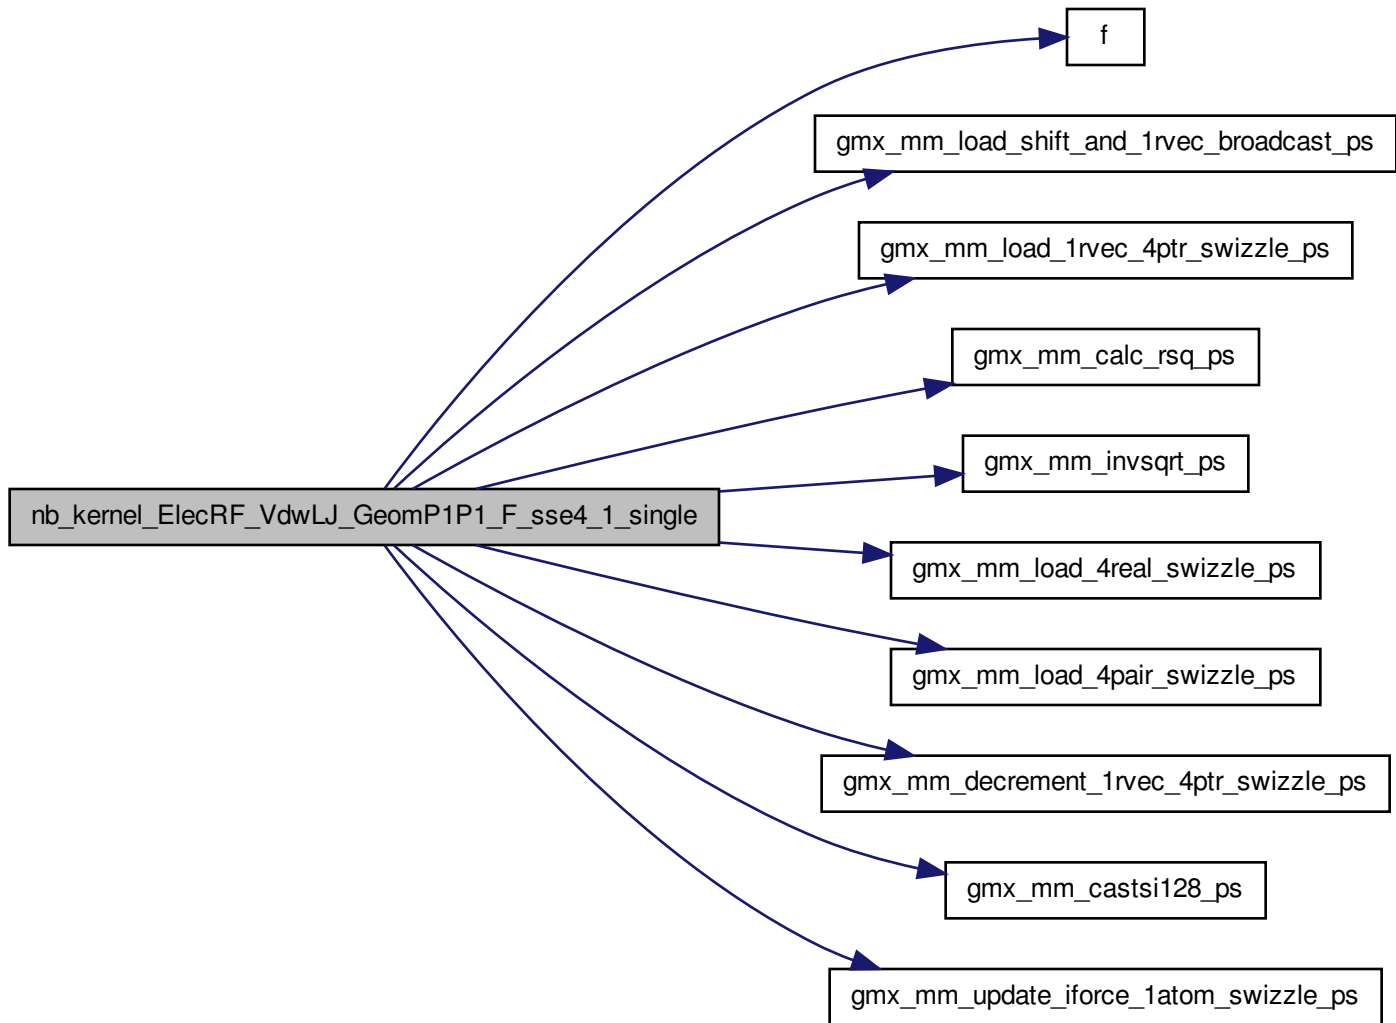 f
gmx_mm_load_shift_and_1rvec_broadcast_ps
gmx_mm_load_1rvec_4ptr_swizzle_ps
gmx_mm_calc_rsq_ps
gmx_mm_invsqrt_ps
nb_kernel_ElecRF_VdwLJ_GeomP1P1_F_sse4_1_single
gmx_mm_load_4real_swizzle_ps
gmx_mm_load_4pair_swizzle_ps
gmx_mm_decrement_1rvec_4ptr_swizzle_ps
gmx_mm_castsi128_ps
gmx_mm_update_iforce_1atom_swizzle_ps